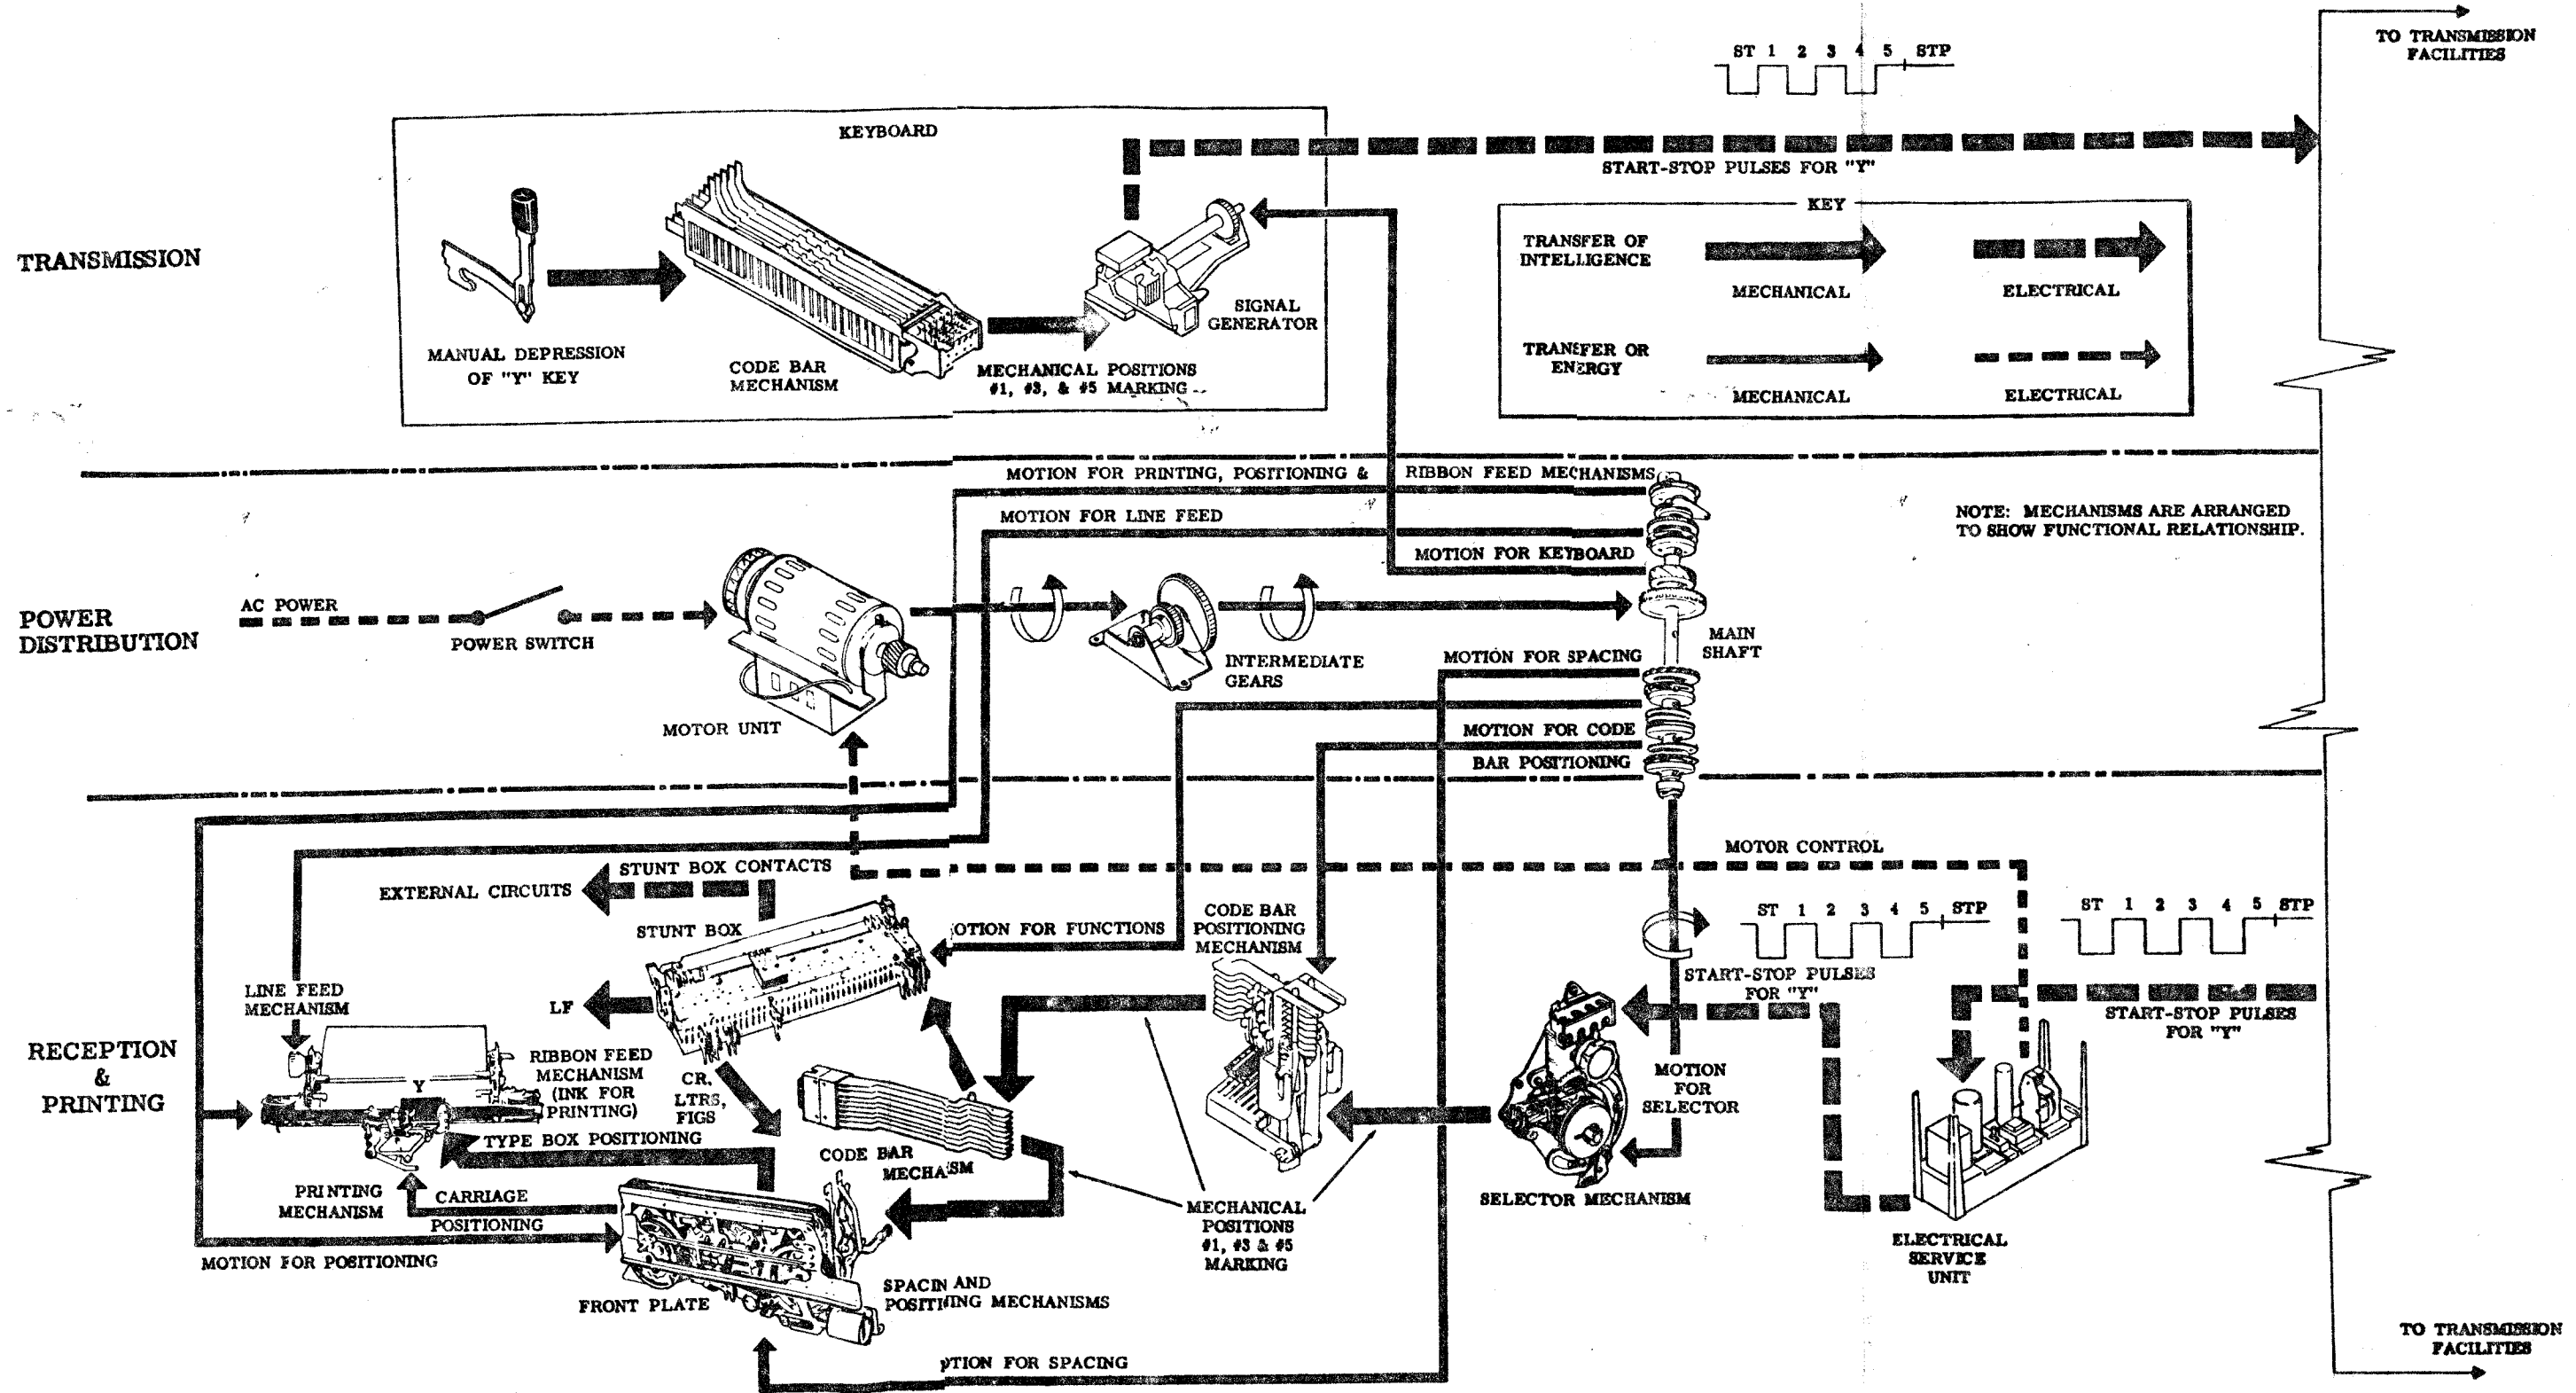 TO TRANSMISSION
FACILITIES
ST 1 2 3 4 5 STP
KEYBOARD
START-STOP PULSES FOR "Y"
TRANSMISSION
MANUAL DEPRESSION
OF "Y" KEY
CODE BAR
MECHANISM
MECHANICAL POSITIONS
#1, #3, & #5 MARKING
SIGNAL
GENERATOR
KEY
TRANSFER OF
INTELLIGENCE
MECHANICAL
ELECTRICAL
TRANSFER OR
ENERGY
MECHANICAL
ELECTRICAL
MOTION FOR PRINTING, POSITIONING & RIBBON FEED MECHANISMS
MOTION FOR LINE FEED
MOTION FOR KEYBOARD
NOTE: MECHANISMS ARE ARRANGED
TO SHOW FUNCTIONAL RELATIONSHIP.
POWER
DISTRIBUTION
AC POWER
POWER SWITCH
MOTOR UNIT
INTERMEDIATE
GEARS
MAIN
SHAFT
MOTION FOR SPACING
MOTION FOR CODE
BAR POSITIONING
MOTOR CONTROL
STUNT BOX CONTACTS
EXTERNAL CIRCUITS
STUNT BOX
OTION FOR FUNCTIONS
CODE BAR
POSITIONING
MECHANISM
ST 1 2 3 4 5 STP
START-STOP PULSES
FOR "Y"
ST 1 2 3 4 5 STP
START-STOP PULSES
FOR "Y"
RECEPTION
&
PRINTING
LINE FEED
MECHANISM
LF
Y
RIBBON FEED
MECHANISM
(INK FOR
PRINTING)
CR,
LTRS,
FIGS
TYPE BOX POSITIONING
CODE BAR
MECHA'SM
PRINTING
MECHANISM
CARRIAGE
POSITIONING
MOTION FOR POSITIONING
FRONT PLATE
SPACIN AND
POSITIING MECHANISMS
MECHANICAL
POSITIONS
#1, #3 & #5
MARKING
MOTION
FOR
SELECTOR
SELECTOR MECHANISM
ELECTRICAL
SERVICE
UNIT
TION FOR SPACING
TO TRANSMISSION
FACILITIES